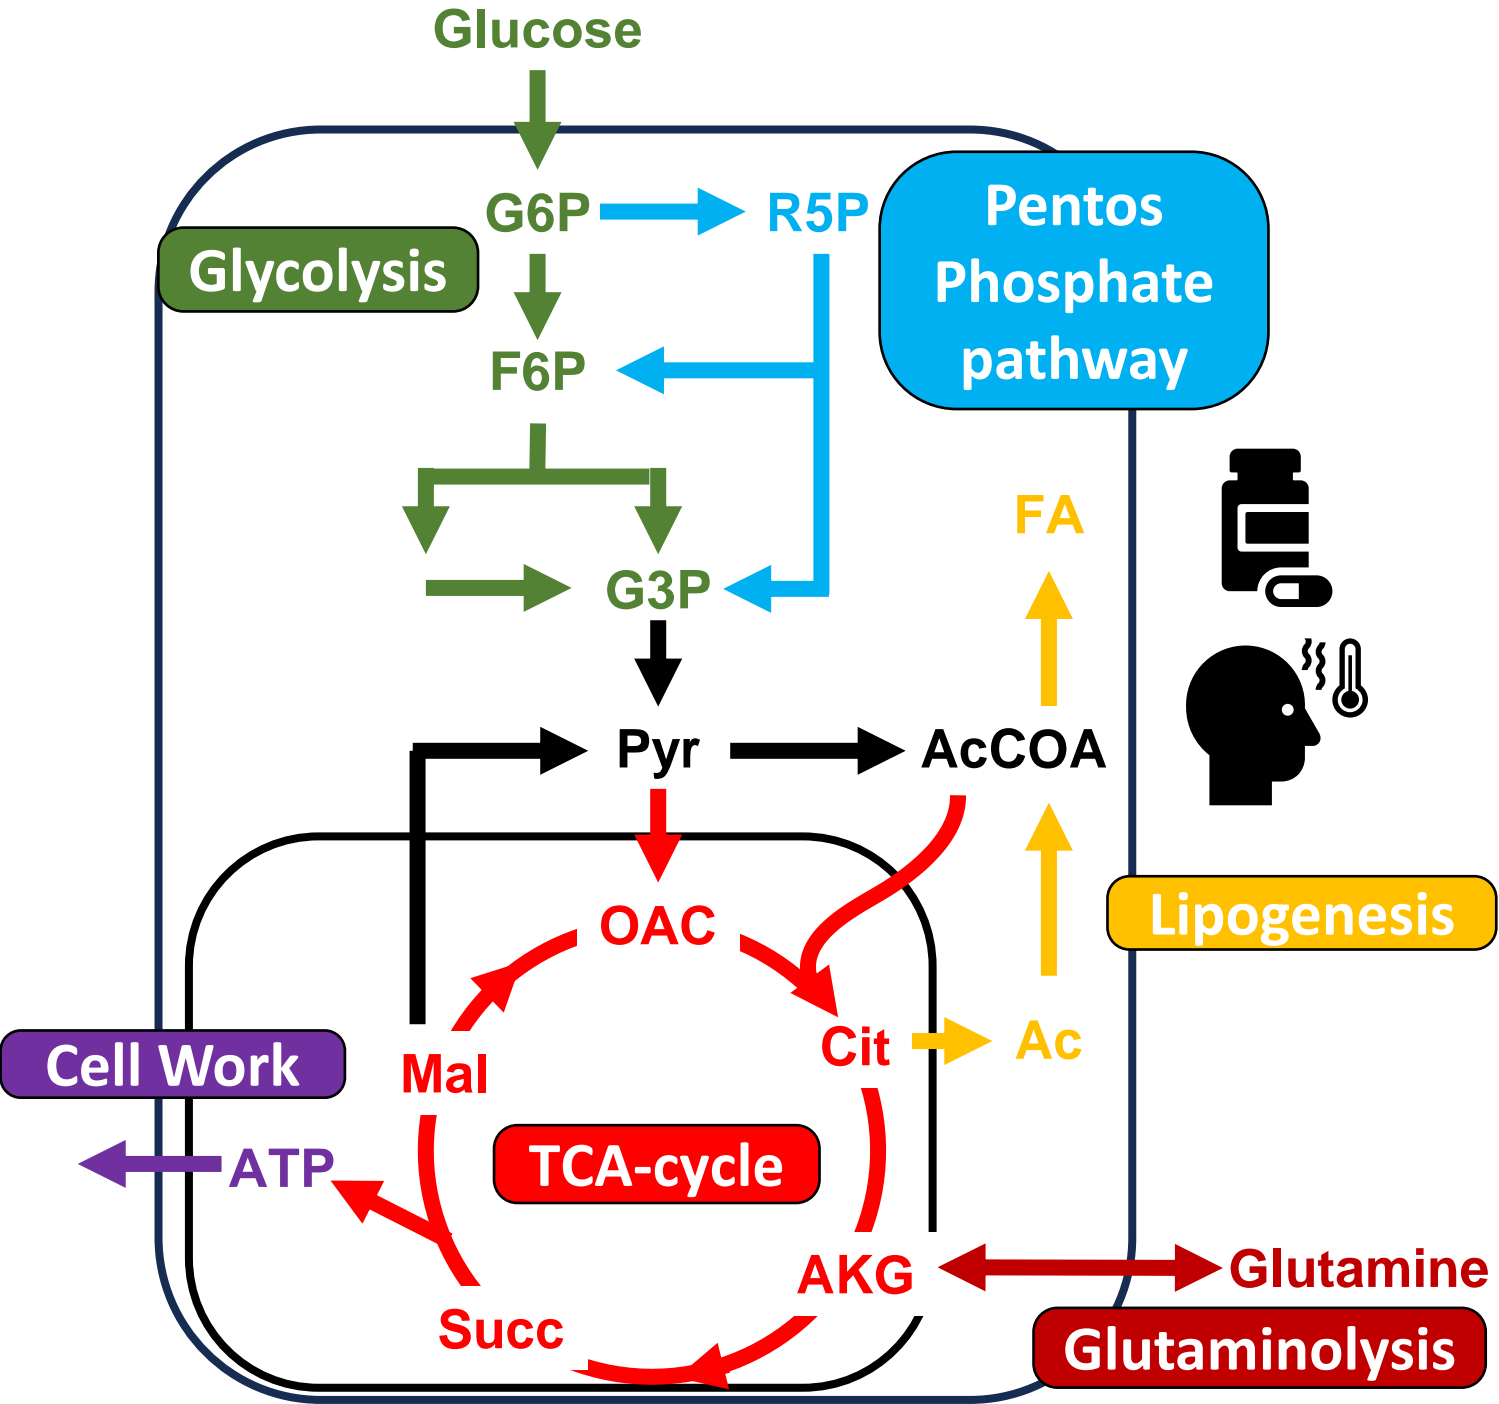 Glucose
G6P
R5P
Pentos
Phosphate
pathway
Glycolysis
F6P
FA
G3P
Pyr
AcCOA
OAC
Lipogenesis
Cit
Ac
Cell Work
Mal
TCA-cycle
ATP
AKG
Glutamine
Succ
Glutaminolysis